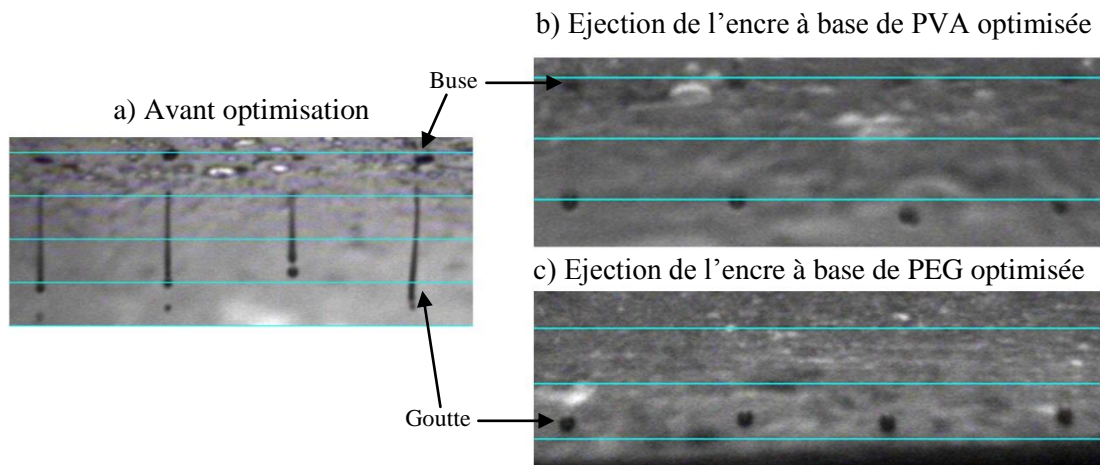 b) Ejection de l’encre à base de PVA optimisée
Buse
a) Avant optimisation
c) Ejection de l’encre à base de PEG optimisée
Goutte